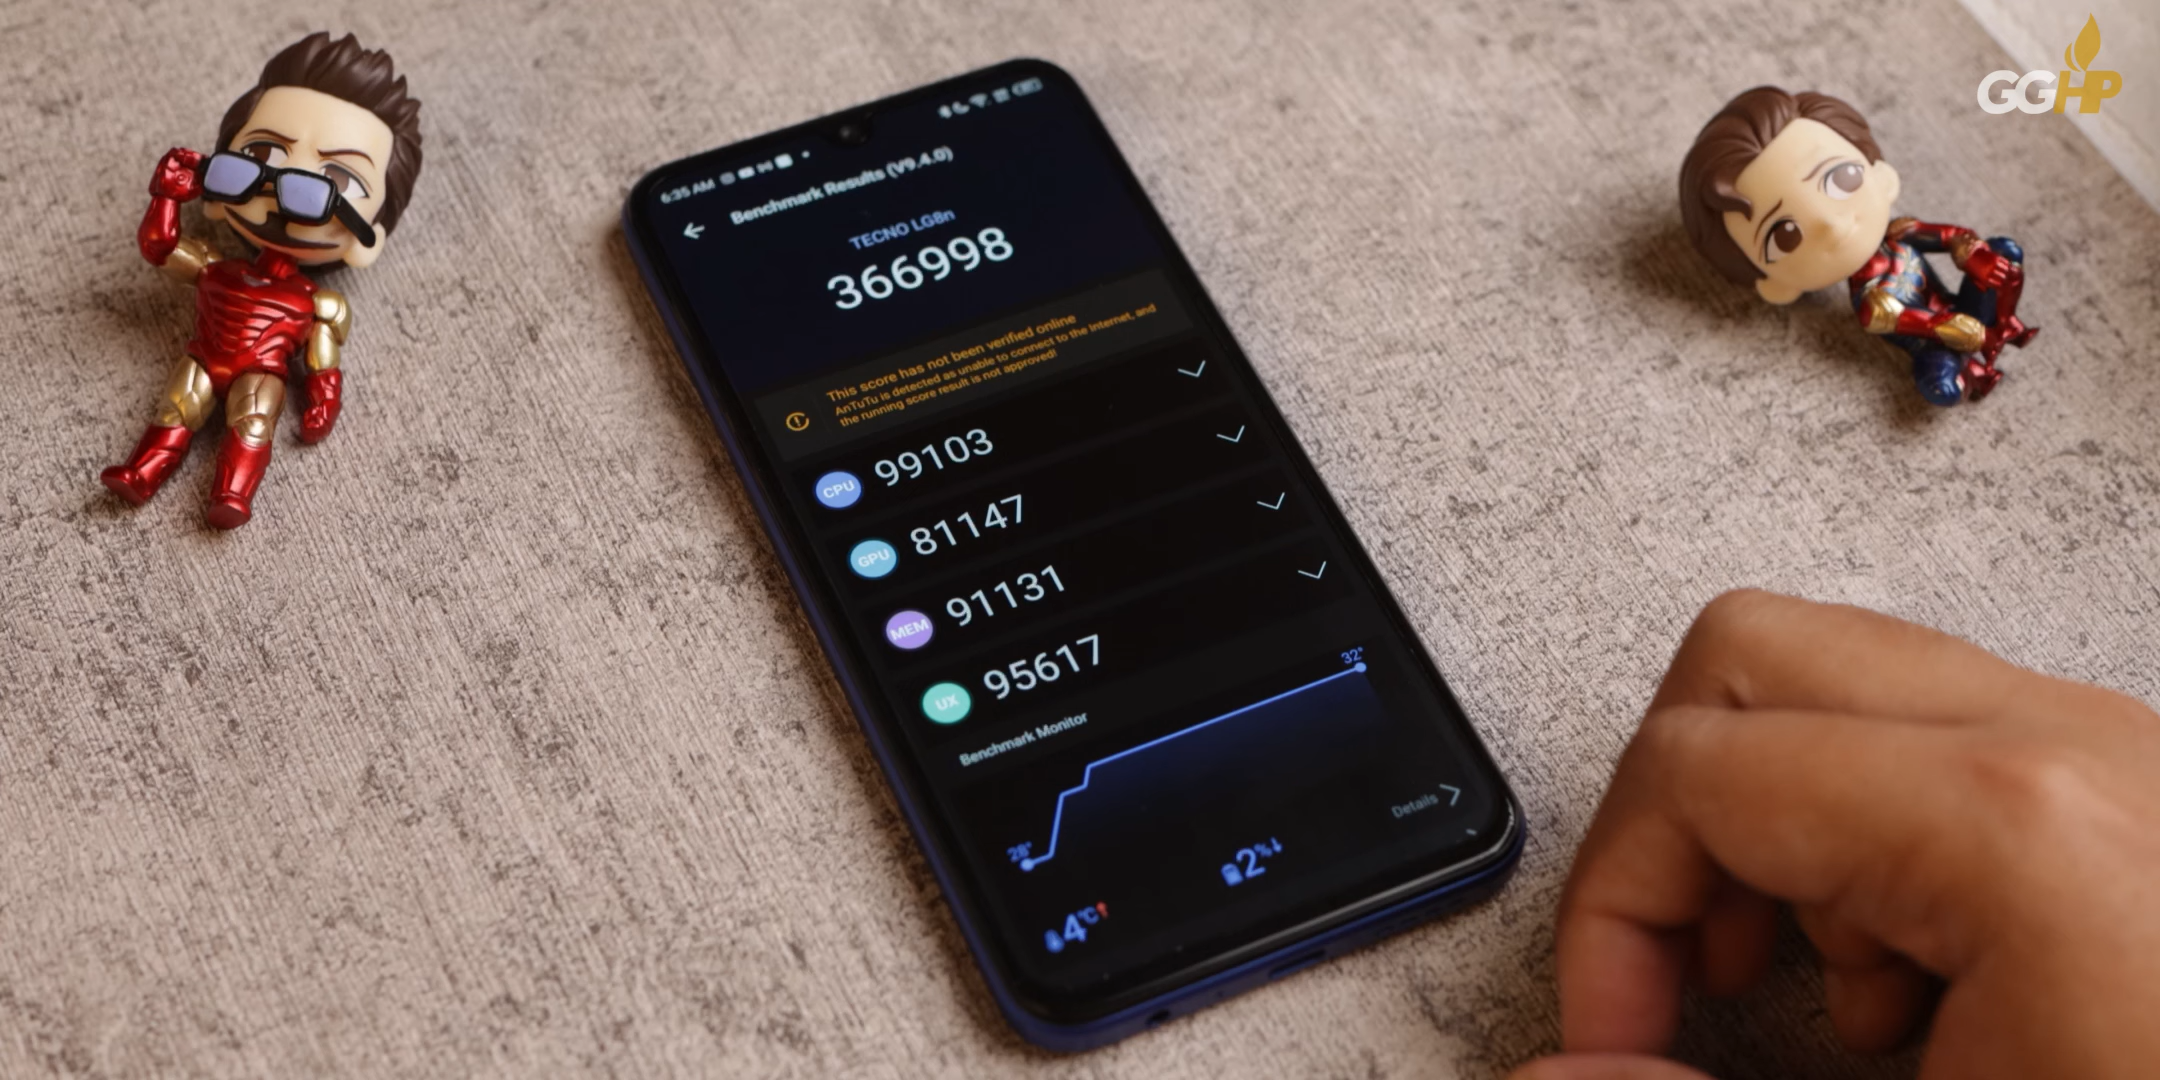 GGHP
6:35 AM
Benchmark Results (V9.4.0)
TECNO LG8n
366998
This score has not been verified online
AnTuTu is detected as unable to connect to the Internet, and
the running score result is not approved!
CPU 99103
GPU 81147
MEM 91131
UX 95617
Benchmark Monitor
32°
28°
Details
4°C
2%